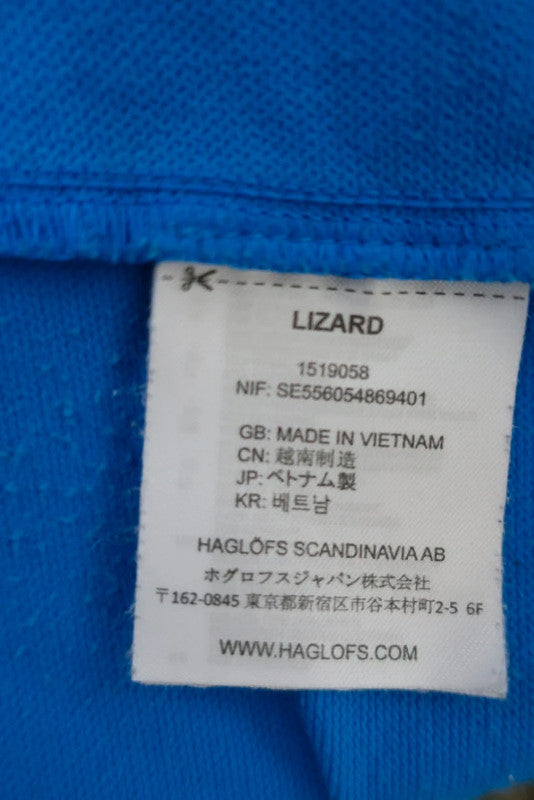 LIZARD
1519058
NIF: SE556054869401
GB: MADE IN VIETNAM
CN: 越南制造
JP: ベトナム製
KR: 베트남
HAGLÖFS SCANDINAVIA AB
ホグロフスジャパン株式会社
〒162-0845 東京都新宿区市谷本村町2-5 6F
WWW.HAGLOFS.COM